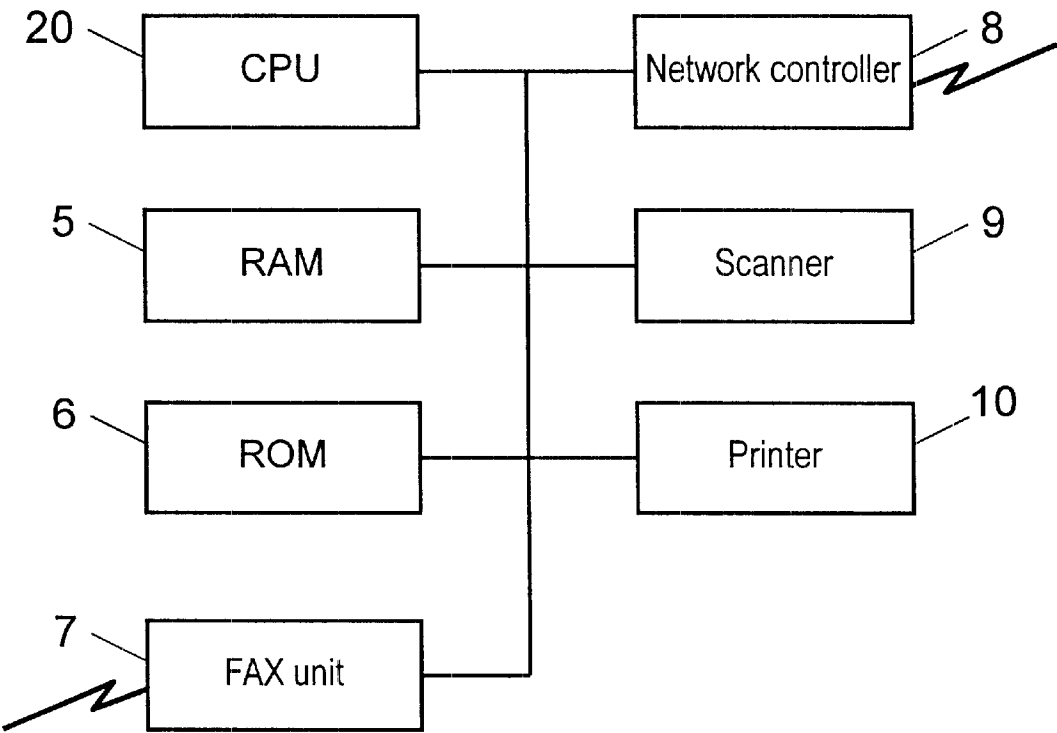 20
CPU
Network controller
8
5
RAM
Scanner
9
6
ROM
Printer
10
7
FAX unit